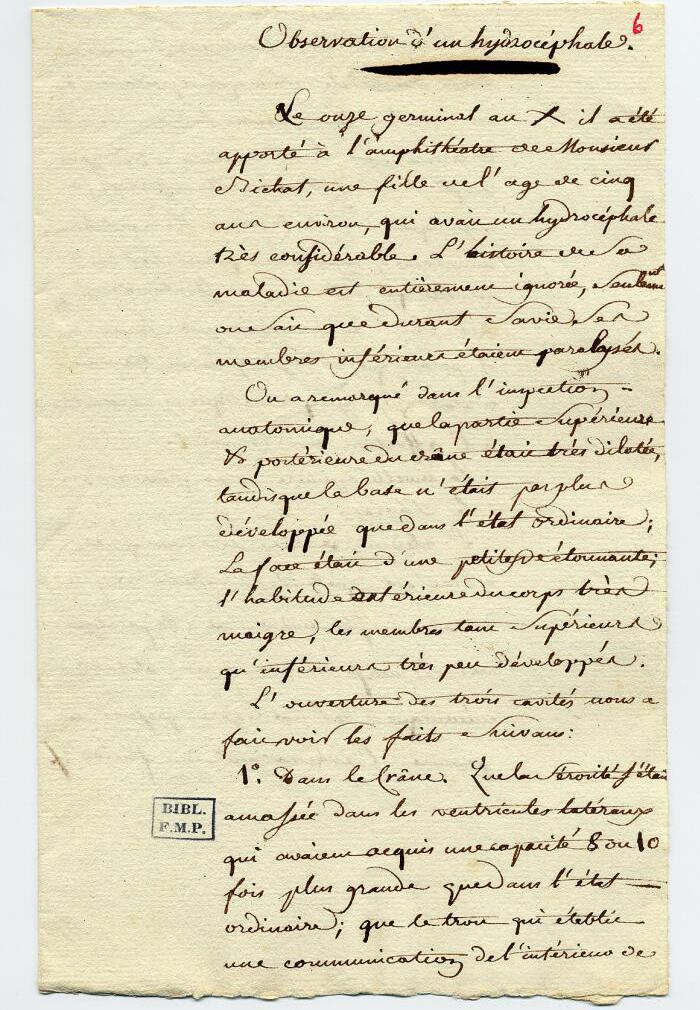 6
Observation d'un hydrocéphale.
Le onze germinal an X il a été
apporté à l'amphithéatre de Monsieur
Bichat, une fille de l'age de cinq
ans environ, qui avait un hydrocéphale
très considérable. L'histoire de sa
maladie est entièrement ignorée, seulement
on sait que durant sa vie, ses
membres inférieurs étaient paralysés.
On a remarqué dans l'inspection
anatomique, que la partie supérieure
& postérieure du crâne était très dilatée,
tandis que la base n'était pas plus
développée que dans l'état ordinaire;
La face était d'une petitesse étonnante;
l'habitude extérieure du corps très
maigre, les membres tant supérieurs
qu'inférieurs très peu développés.
L'ouverture des trois cavités nous a
fait voir les faits suivans:
1º. Dans le Crâne. Que la sérosité s'était
amassée dans les ventricules latéraux
qui avaient acquis une capacité 8 ou 10
fois plus grande que dans l'état
ordinaire; que le trou qui établie
une communication de l'intérieur de
BIBL.
F.M.P.